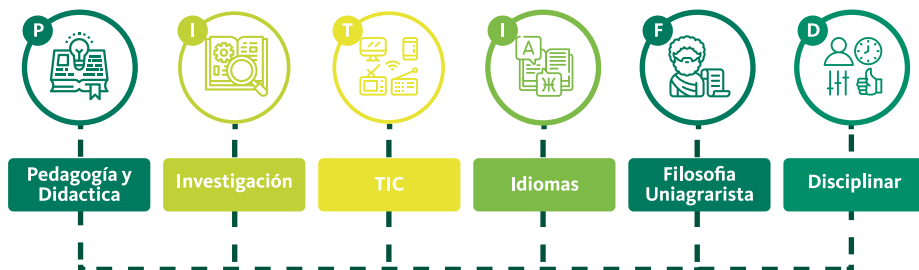 P
I
T
I
F
D
A
Ж
Pedagogía y
Didactica
Investigación
TIC
Idiomas
Filosofia
Uniagrarista
Disciplinar